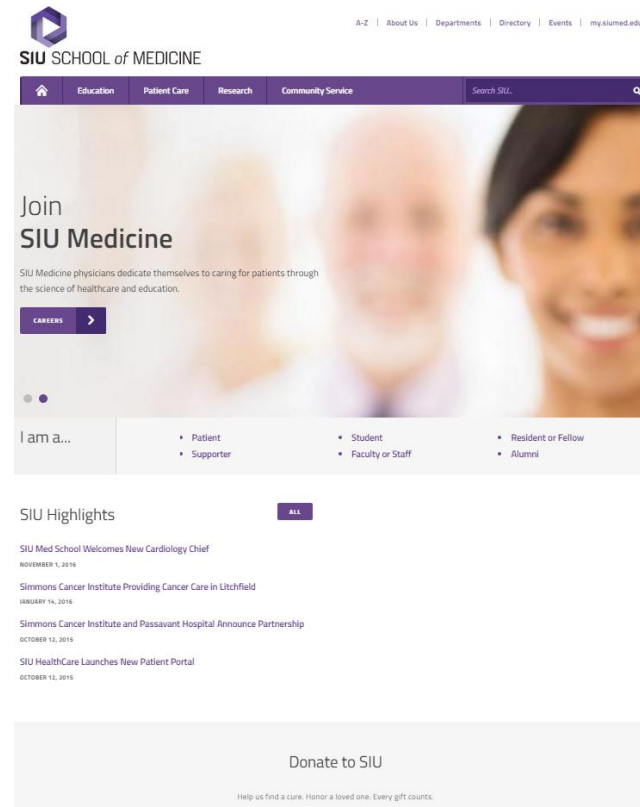 A-Z | About Us | Departments | Directory | Events | my.siumed.edu
SIU SCHOOL of MEDICINE
Education Patient Care Research Community Service Search SIU...
Join
SIU Medicine
SIU Medicine physicians dedicate themselves to caring for patients through
the science of healthcare and education.
CAREERS
I am a...
Patient
Supporter
Student
Faculty or Staff
Resident or Fellow
Alumni
SIU Highlights ALL
SIU Med School Welcomes New Cardiology Chief
NOVEMBER 1, 2016
Simmons Cancer Institute Providing Cancer Care in Litchfield
JANUARY 14, 2016
Simmons Cancer Institute and Passavant Hospital Announce Partnership
OCTOBER 12, 2015
SIU HealthCare Launches New Patient Portal
OCTOBER 12, 2015
Donate to SIU
Help us find a cure. Honor a loved one. Every gift counts.